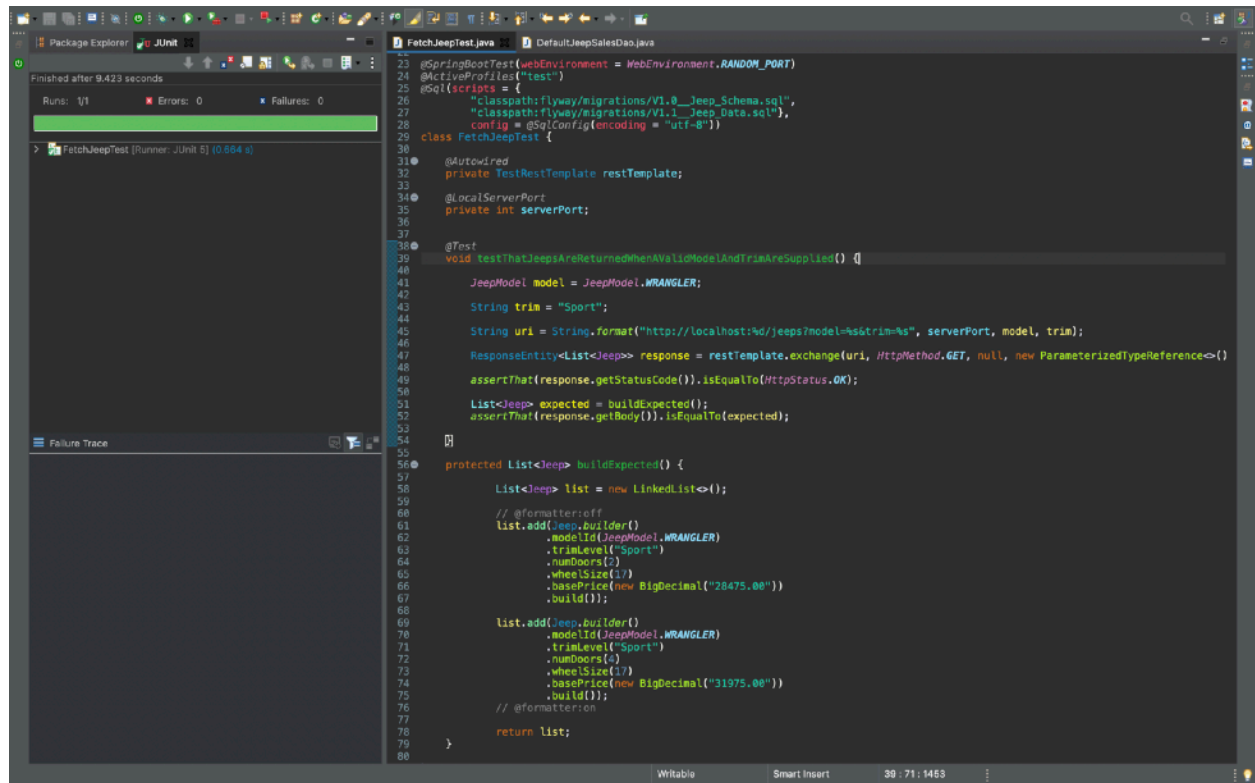 Package Explorer JUnit
Finished after 9.423 seconds
Runs: 1/1 Errors: 0 Failures: 0
FetchJeepTest [Runner: JUnit 5] (0.664 s)
Failure Trace
FetchJeepTest.java DefaultJeepSalesDao.java
22
23 @SpringBootTest(webEnvironment = WebEnvironment.RANDOM_PORT)
24 @ActiveProfiles("test")
25 @Sql(scripts = {
26 "classpath:flyway/migrations/V1.0__Jeep_Schema.sql",
27 "classpath:flyway/migrations/V1.1__Jeep_Data.sql"},
28 config = @SqlConfig(encoding = "utf-8"))
29 class FetchJeepTest {
30
31 @Autowired
32 private TestRestTemplate restTemplate;
33
34 @LocalServerPort
35 private int serverPort;
36
37
38 @Test
39 void testThatJeepsAreReturnedWhenAValidModelAndTrimAreSupplied() {
40
41 JeepModel model = JeepModel.WRANGLER;
42
43 String trim = "Sport";
44
45 String uri = String.format("http://localhost:%d/jeeps?model=%s&trim=%s", serverPort, model, trim);
46
47 ResponseEntity<List<Jeep>> response = restTemplate.exchange(uri, HttpMethod.GET, null, new ParameterizedTypeReference<>()
48
49 assertThat(response.getStatusCode()).isEqualTo(HttpStatus.OK);
50
51 List<Jeep> expected = buildExpected();
52 assertThat(response.getBody()).isEqualTo(expected);
53
54 }
55
56 protected List<Jeep> buildExpected() {
57
58 List<Jeep> list = new LinkedList<>();
59
60 // @formatter:off
61 list.add(Jeep.builder()
62 .modelId(JeepModel.WRANGLER)
63 .trimLevel("Sport")
64 .numDoors(2)
65 .wheelSize(17)
66 .basePrice(new BigDecimal("28475.00"))
67 .build());
68
69 list.add(Jeep.builder()
70 .modelId(JeepModel.WRANGLER)
71 .trimLevel("Sport")
72 .numDoors(4)
73 .wheelSize(17)
74 .basePrice(new BigDecimal("31975.00"))
75 .build());
76 // @formatter:on
77
78 return list;
79 }
80
Writable Smart Insert 39 : 71 : 1453